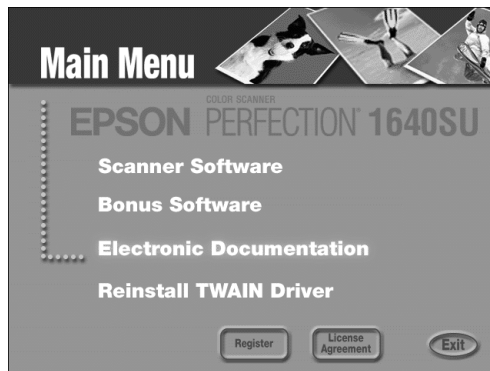 Main Menu
COLOR SCANNER
EPSON PERFECTION® 1640SU
Scanner Software
Bonus Software
Electronic Documentation
Reinstall TWAIN Driver
Register
License
Agreement
Exit